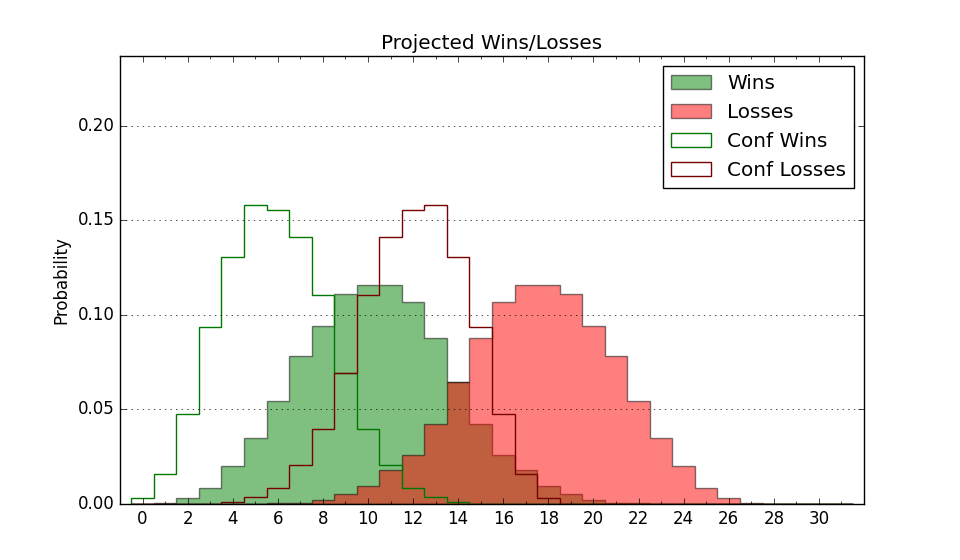 Projected Wins/Losses
Wins
Losses
Conf Wins
Conf Losses
Probability
0.20
0.15
0.10
0.05
0.00
0 2 4 6 8 10 12 14 16 18 20 22 24 26 28 30